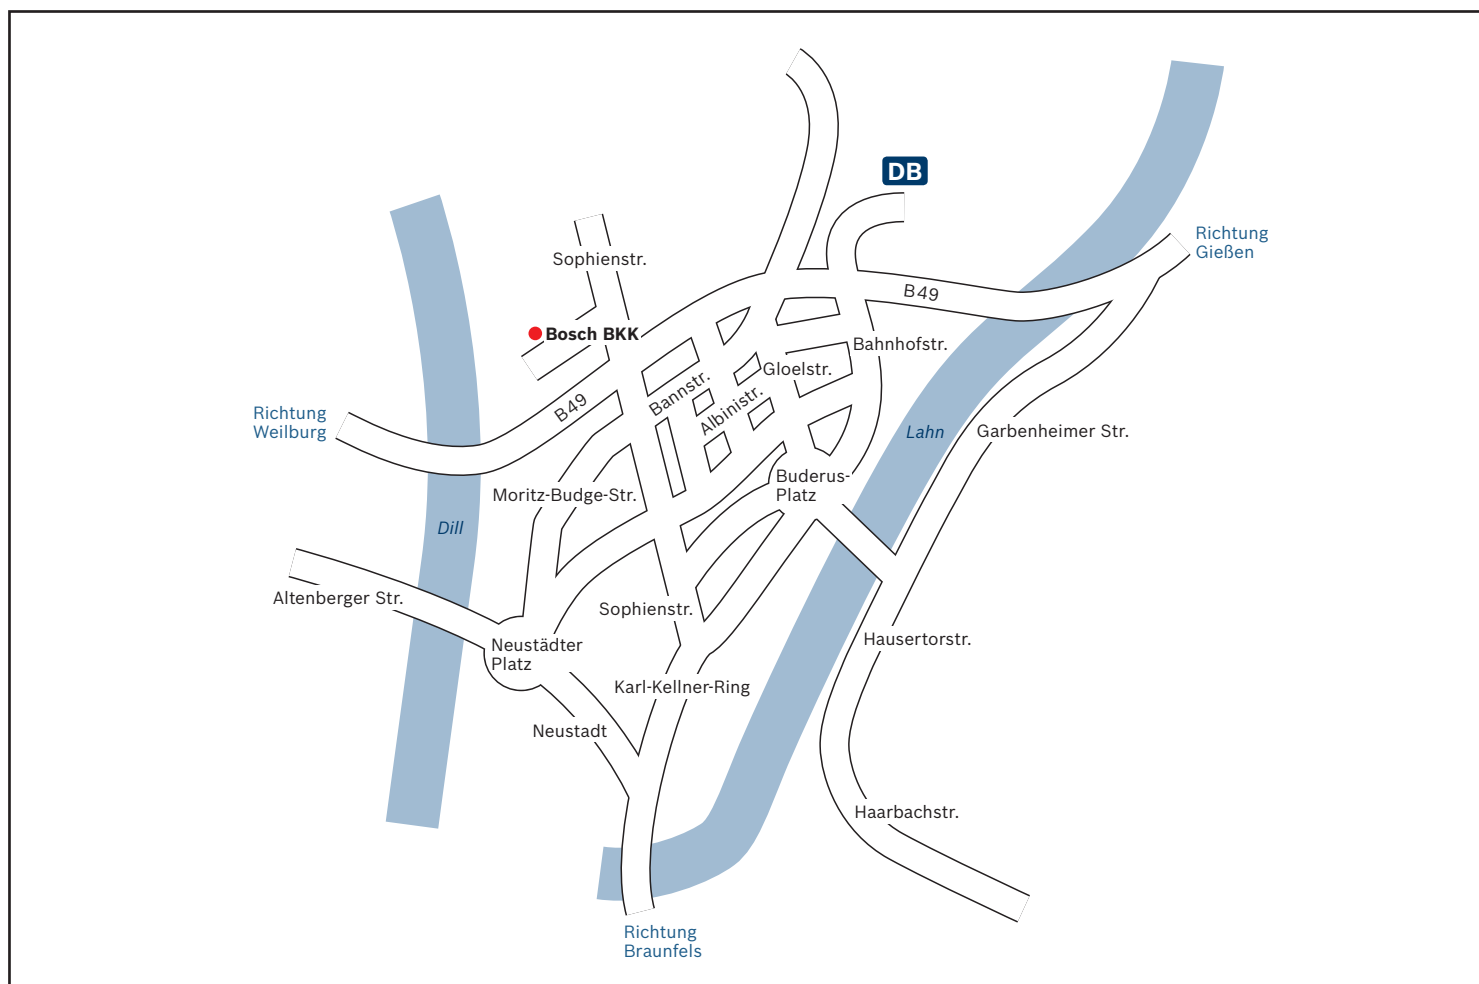 DB
Richtung
Gießen
Sophienstr.
B49
Bosch BKK
Bahnhofstr.
Gloelstr.
Bannstr.
Albinistr.
B49
Richtung
Weilburg
Lahn
Garbenheimer Str.
Buderus-
Platz
Moritz-Budge-Str.
Dill
Altenberger Str.
Sophienstr.
Hausertorstr.
Neustädter
Platz
Karl-Kellner-Ring
Neustadt
Haarbachstr.
Richtung
Braunfels